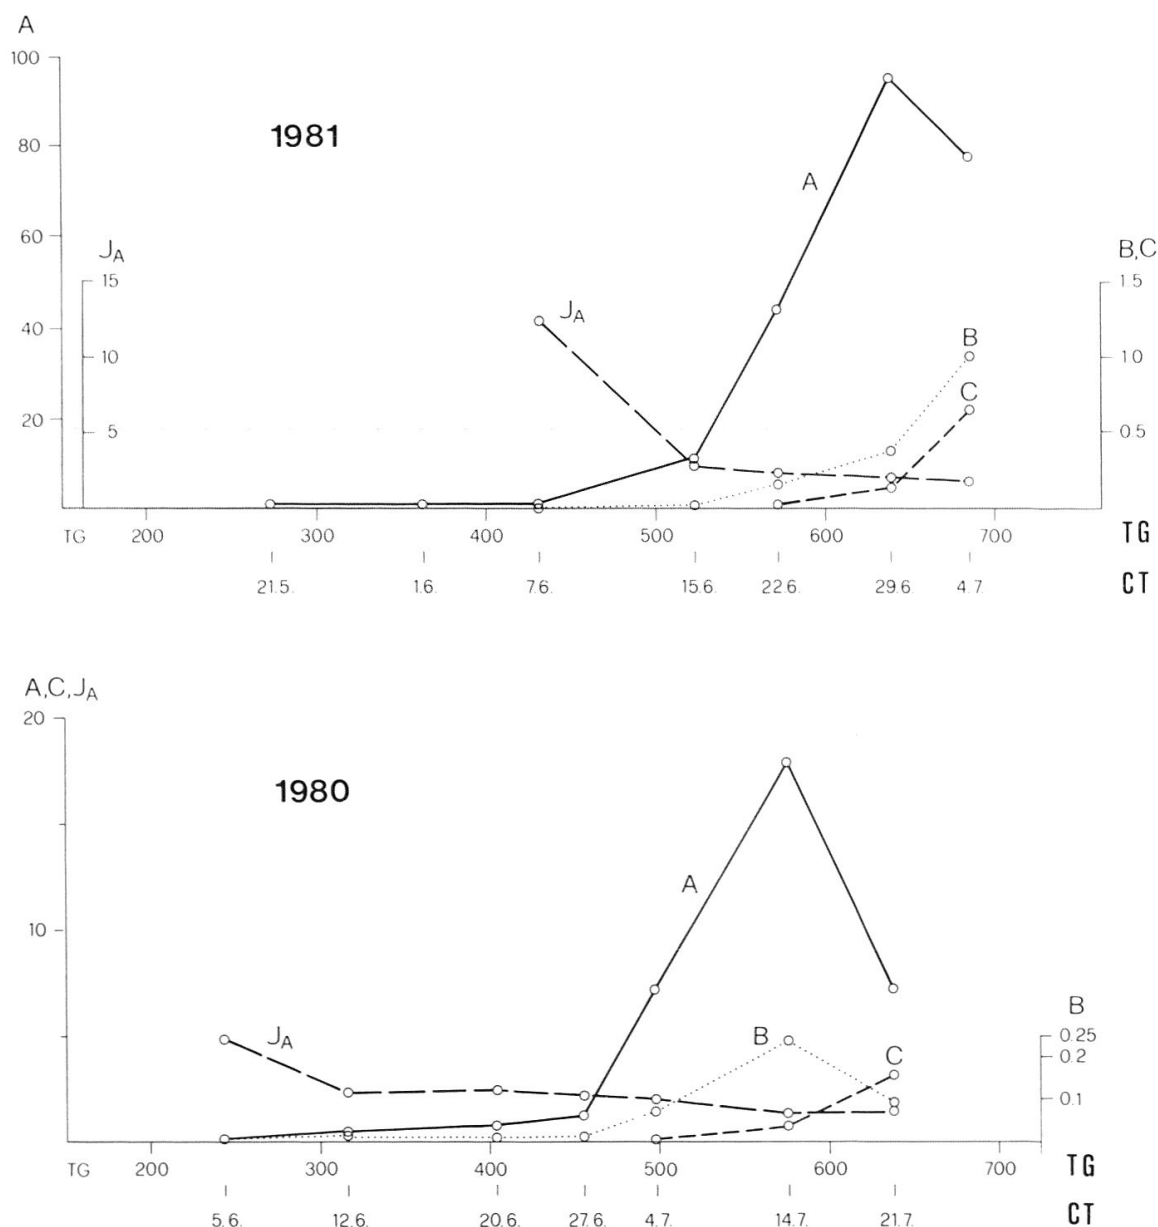 A
100
1981
80
A
60
J_A
B,C
15
1.5
40
J_A
B
10
1.0
C
20
5
0.5
TG 200 300 400 500 600 700 TG
21.5. 1.6. 7.6. 15.6. 22.6. 29.6. 4.7. CT
A,C,J_A
20
1980
A
10
B
J_A
B
0.25
C
0.2
0.1
TG 200 300 400 500 600 700 TG
5.6. 12.6. 20.6. 27.6. 4.7. 14.7. 21.7. CT